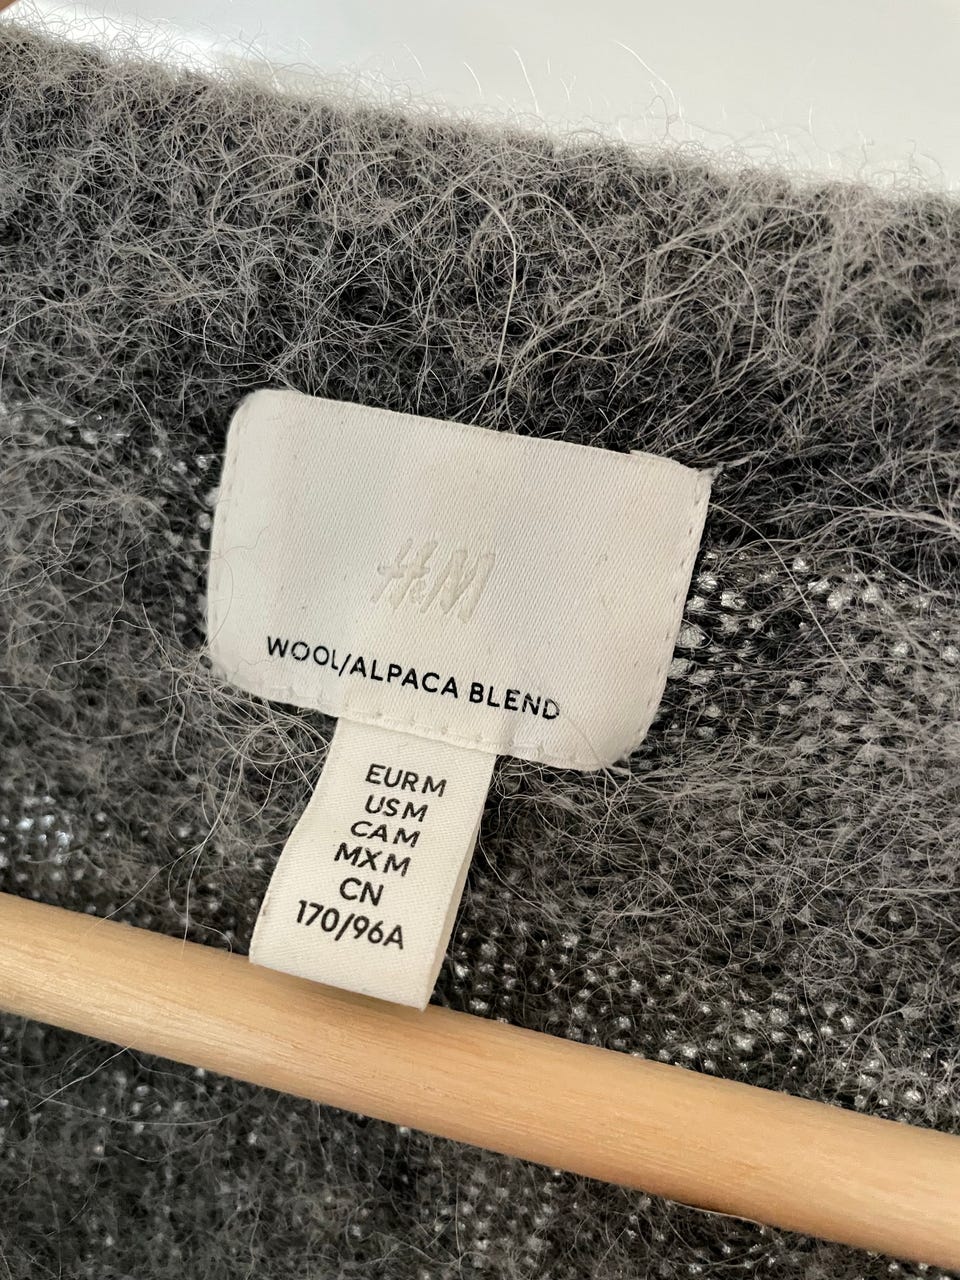 H&M
WOOL/ALPACA BLEND
EUR M
US M
CA M
MX M
CN
170/96A